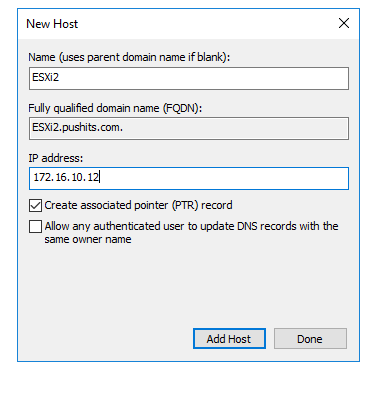 New Host
Name (uses parent domain name if blank):
ESXi2
Fully qualified domain name (FQDN):
ESXi2.pushits.com.
IP address:
172.16.10.12
Create associated pointer (PTR) record
Allow any authenticated user to update DNS records with the
same owner name
Add Host
Done